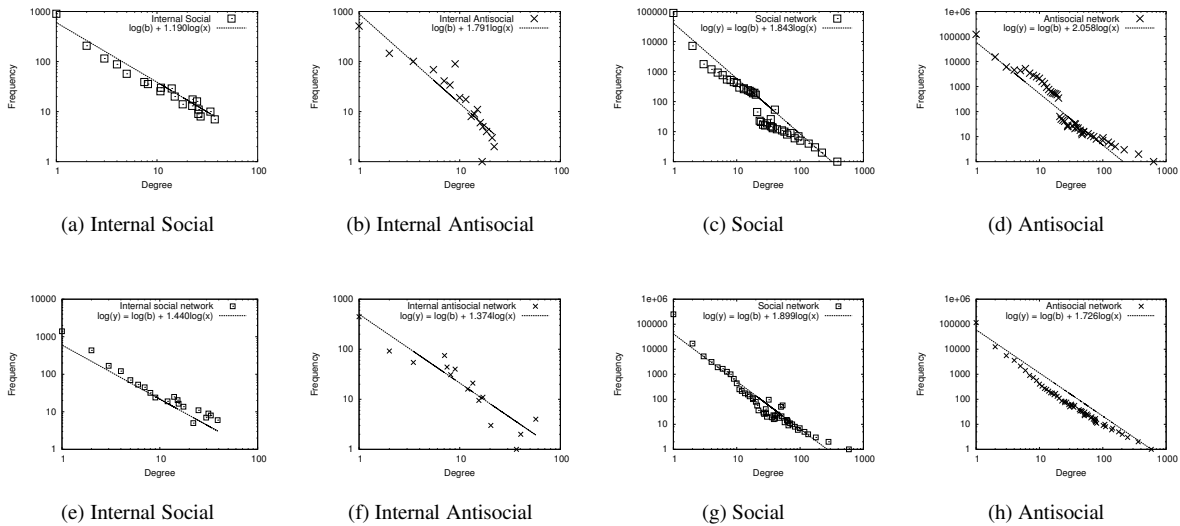 1000
100
10
1
1
10
100
Frequency
Degree
Internal Social
log(b) + 1.190log(x)
(a) Internal Social
1000
100
10
1
1
10
100
Frequency
Degree
Internal Antisocial
log(b) + 1.791log(x)
(b) Internal Antisocial
100000
10000
1000
100
10
1
1
10
100
1000
Frequency
Degree
Social network
log(y) = log(b) + 1.843log(x)
(c) Social
1e+06
100000
10000
1000
100
10
1
1
10
100
1000
Frequency
Degree
Antisocial network
log(y) = log(b) + 2.058log(x)
(d) Antisocial
10000
1000
100
10
1
1
10
100
Frequency
Degree
Internal social network
log(y) = log(b) + 1.440log(x)
(e) Internal Social
1000
100
10
1
1
10
100
Frequency
Degree
Internal antisocial network
log(y) = log(b) + 1.374log(x)
(f) Internal Antisocial
1e+06
100000
10000
1000
100
10
1
1
10
100
1000
Frequency
Degree
Social network
log(y) = log(b) + 1.899log(x)
(g) Social
1e+06
100000
10000
1000
100
10
1
1
10
100
1000
Frequency
Degree
Antisocial network
log(y) = log(b) + 1.726log(x)
(h) Antisocial